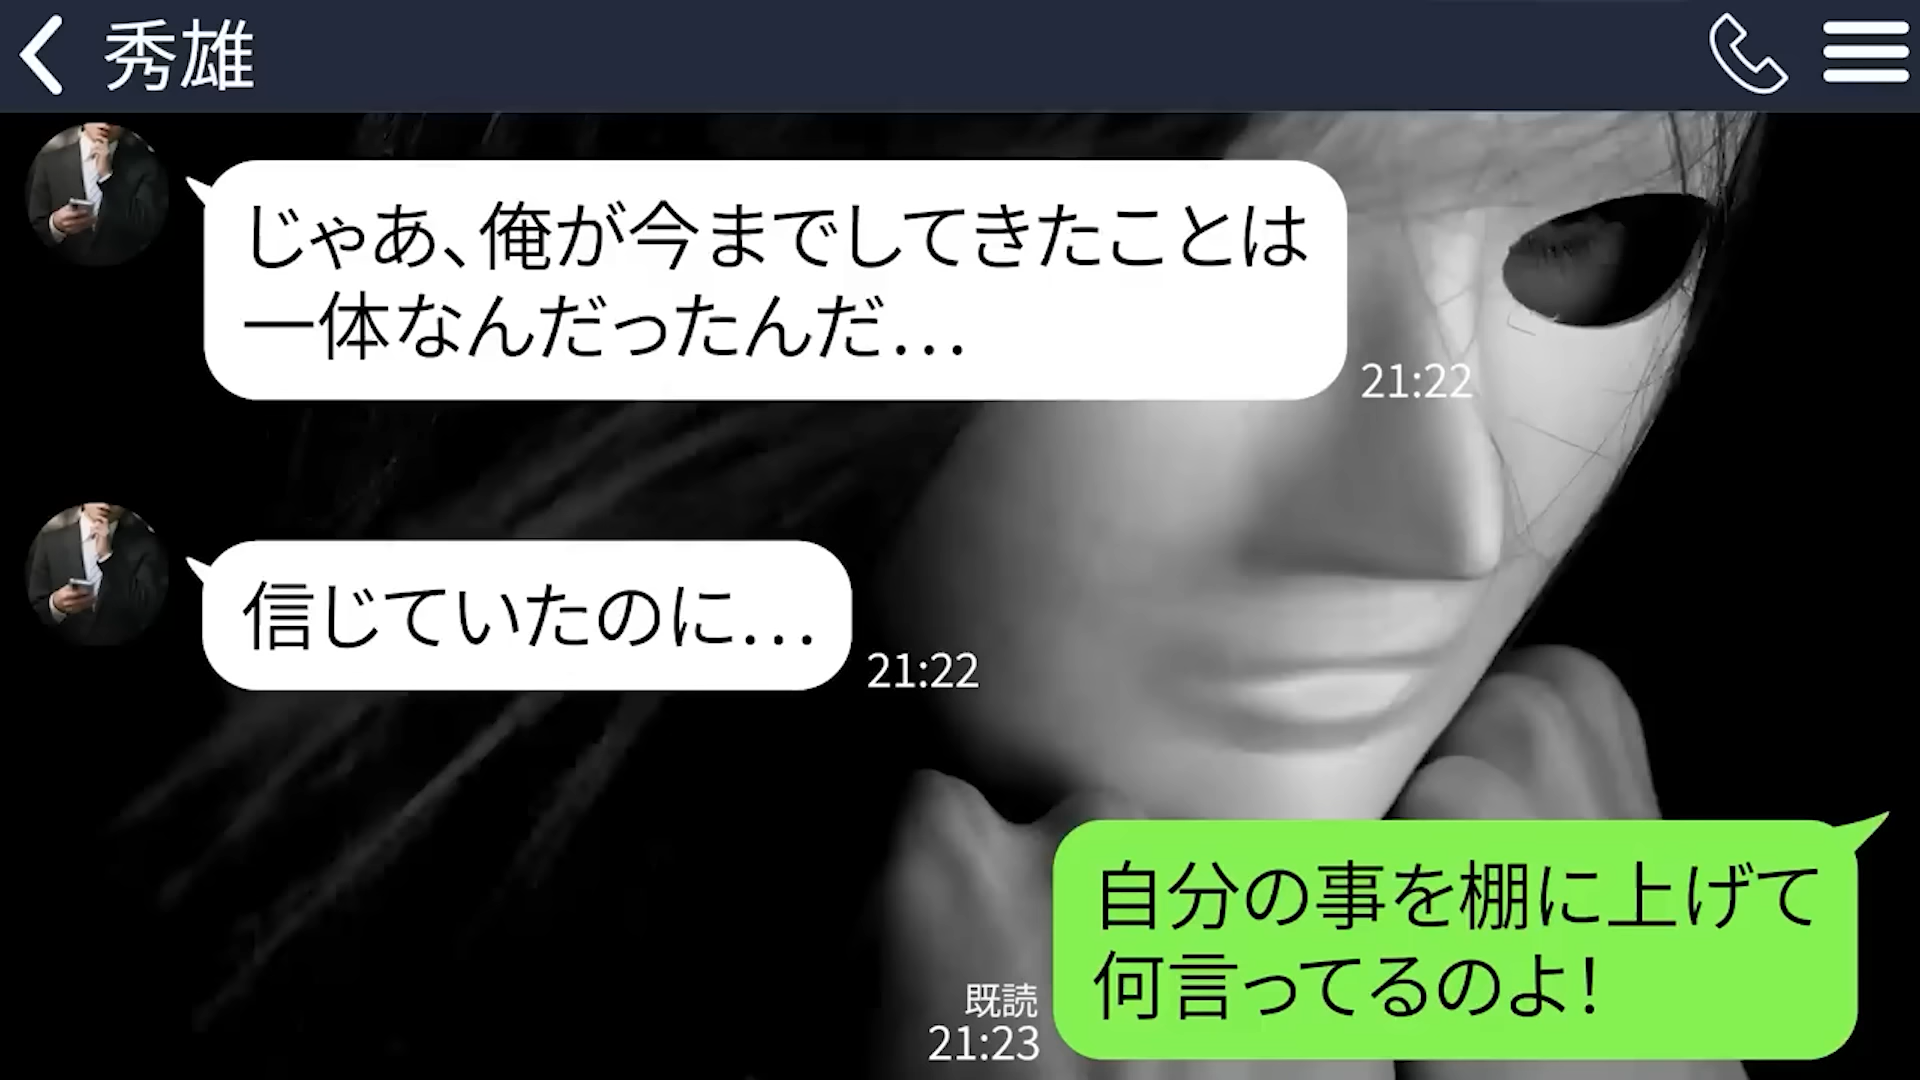 秀雄
じゃあ、俺が今までしてきたことは
一体なんだったんだ...
21:22
信じていたのに...
21:22
自分の事を棚に上げて
何言ってるのよ！
既読
21:23